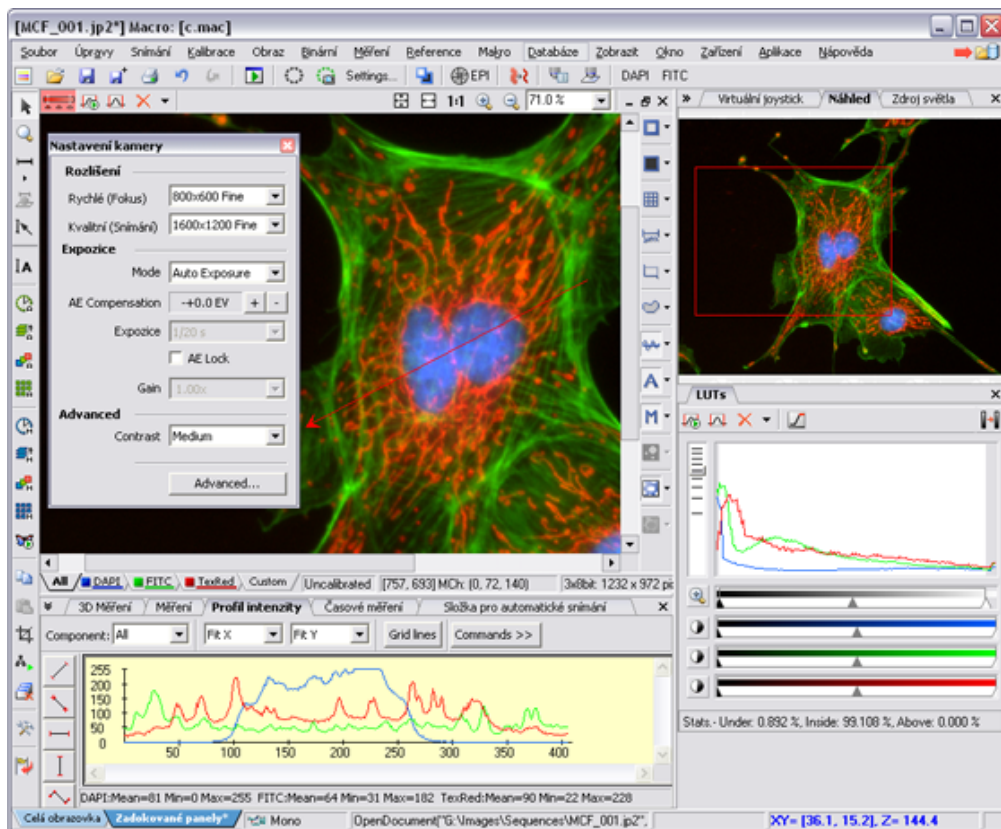 [MCF_001.jp2*] Macro: [c.mac]
Soubor Úpravy Snímání Kalibrace Obraz Binární Měření Reference Makro Databáze Zobrazit Okno Zařízení Aplikace Nápověda
Settings... EPI DAPI FITC
1:1 71.0 %
Virtuální joystick Náhled Zdroj světla
Nastavení kamery
Rozlišení
Rychlé (Fokus) 800x600 Fine
Kvalitní (Snímání) 1600x1200 Fine
Expozice
Mode Auto Exposure
AE Compensation -+0.0 EV + -
Expozice 1/20 s
AE Lock
Gain 1.00x
Advanced
Contrast Medium
Advanced...
LUTs
All DAPI FITC TexRed Custom Uncalibrated [757, 693] MCh: [0, 72, 140] 3x8bit: 1232 x 972 pi
3D Měření Měření Profil intenzity Časové měření Složka pro automatické snímání
Component: All Fit X Fit Y Grid lines Commands >>
255
200
150
100
50
0
50 100 150 200 250 300 350 400
Stats.- Under: 0.892 %, Inside: 99.108 %, Above: 0.000 %
DAPI:Mean=81 Min=0 Max=255 FITC:Mean=64 Min=31 Max=182 TexRed:Mean=90 Min=22 Max=228
Celá obrazovka Zadokované panely* Mono OpenDocument("G:\Images\Sequences\MCF_001.jp2", XY= [36.1, 15.2], Z= 144.4